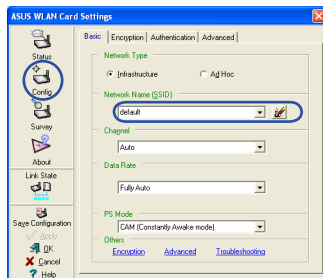 ASUS WLAN Card Settings
Status
Config
Survey
About
Link State
Save Configuration
Apply
OK
Cancel
Help
Basic Encryption Authentication Advanced
Network Type
Infrastructure Ad Hoc
Network Name (SSID)
default
Channel
Auto
Data Rate
Fully Auto
PS Mode
CAM (Constantly Awake mode)
Others
Encryption Advanced Troubleshooting